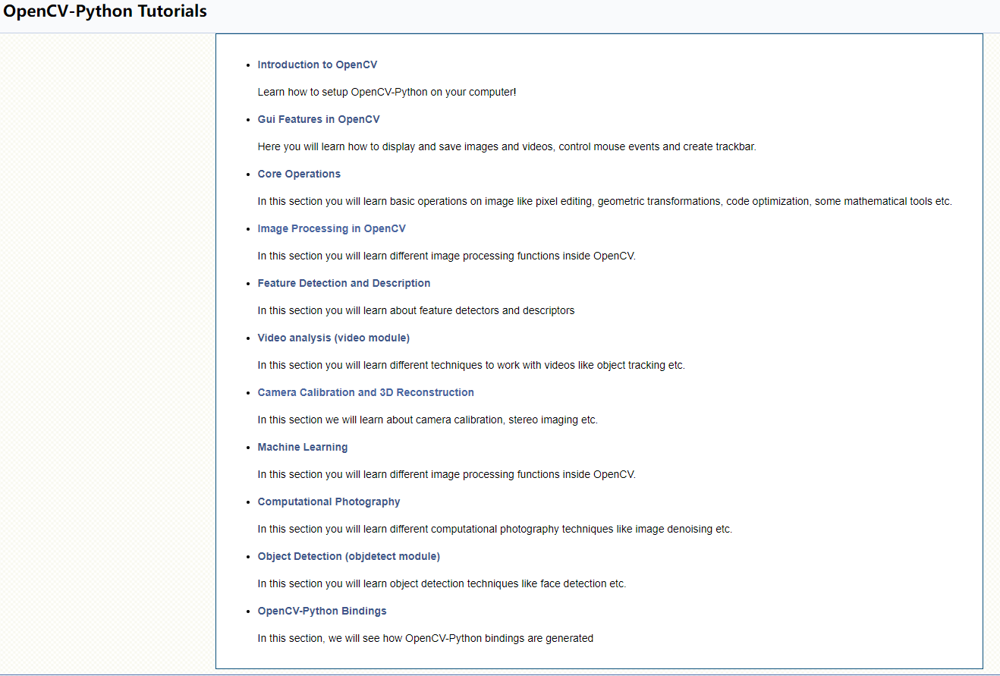 OpenCV-Python Tutorials
Introduction to OpenCV
Learn how to setup OpenCV-Python on your computer!
Gui Features in OpenCV
Here you will learn how to display and save images and videos, control mouse events and create trackbar.
Core Operations
In this section you will learn basic operations on image like pixel editing, geometric transformations, code optimization, some mathematical tools etc.
Image Processing in OpenCV
In this section you will learn different image processing functions inside OpenCV.
Feature Detection and Description
In this section you will learn about feature detectors and descriptors
Video analysis (video module)
In this section you will learn different techniques to work with videos like object tracking etc.
Camera Calibration and 3D Reconstruction
In this section we will learn about camera calibration, stereo imaging etc.
Machine Learning
In this section you will learn different image processing functions inside OpenCV.
Computational Photography
In this section you will learn different computational photography techniques like image denoising etc.
Object Detection (objdetect module)
In this section you will learn object detection techniques like face detection etc.
OpenCV-Python Bindings
In this section, we will see how OpenCV-Python bindings are generated